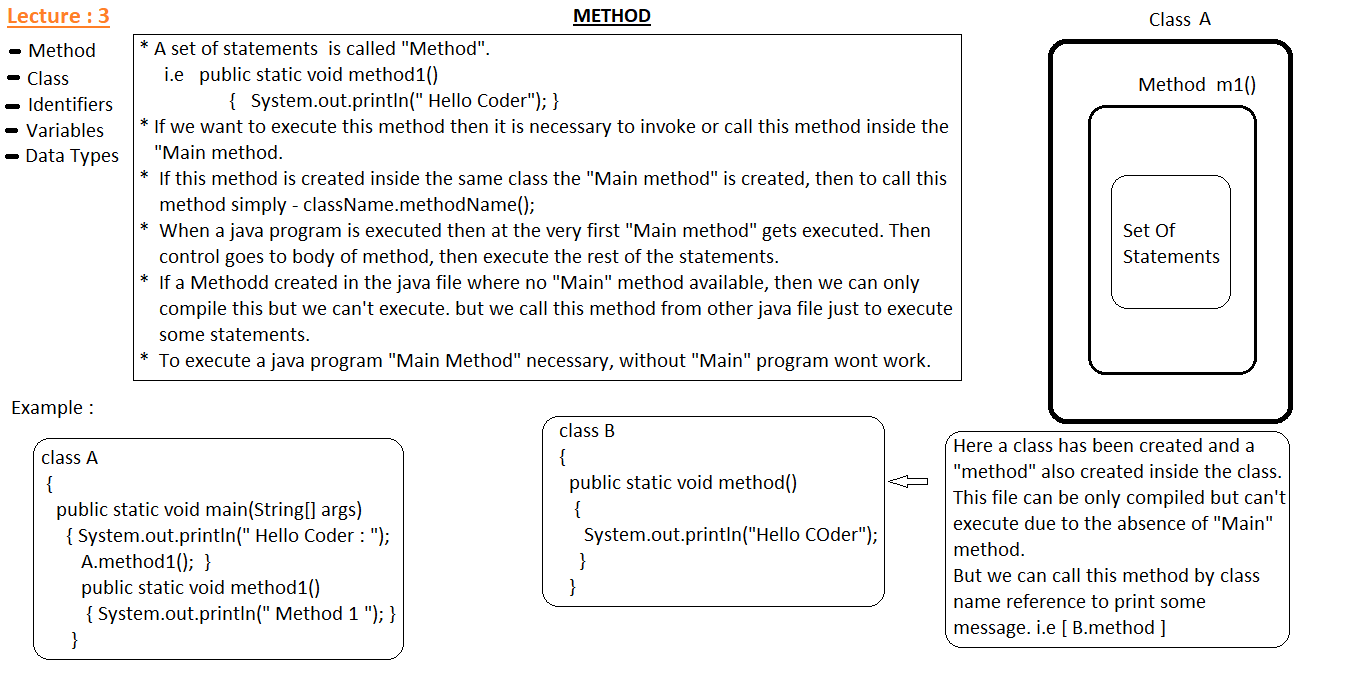 Lecture : 3
METHOD
- Method
- Class
- Identifiers
- Variables
- Data Types
* A set of statements is called "Method".
i.e public static void method1()
{ System.out.println(" Hello Coder"); }
* If we want to execute this method then it is necessary to invoke or call this method inside the
"Main method.
* If this method is created inside the same class the "Main method" is created, then to call this
method simply - className.methodName();
* When a java program is executed then at the very first "Main method" gets executed. Then
control goes to body of method, then execute the rest of the statements.
* If a Methodd created in the java file where no "Main" method available, then we can only
compile this but we can't execute. but we call this method from other java file just to execute
some statements.
* To execute a java program "Main Method" necessary, without "Main" program wont work.
Class A
Method m1()
Set Of
Statements
Example :
class A
{
public static void main(String[] args)
{ System.out.println(" Hello Coder : ");
A.method1(); }
public static void method1()
{ System.out.println(" Method 1 "); }
}
class B
{
public static void method()
{
System.out.println("Hello COder");
}
}
Here a class has been created and a
"method" also created inside the class.
This file can be only compiled but can't
execute due to the absence of "Main"
method.
But we can call this method by class
name reference to print some
message. i.e [ B.method ]